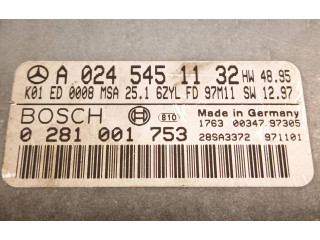 A 024 545 11 32 HW 48.95
K01 ED 0008 MSA 25.1 6ZYL FD 97M11 SW 12.97
BOSCH 810 Made in Germany
0 281 001 753 1763 00347 97305
28SA3372 971101